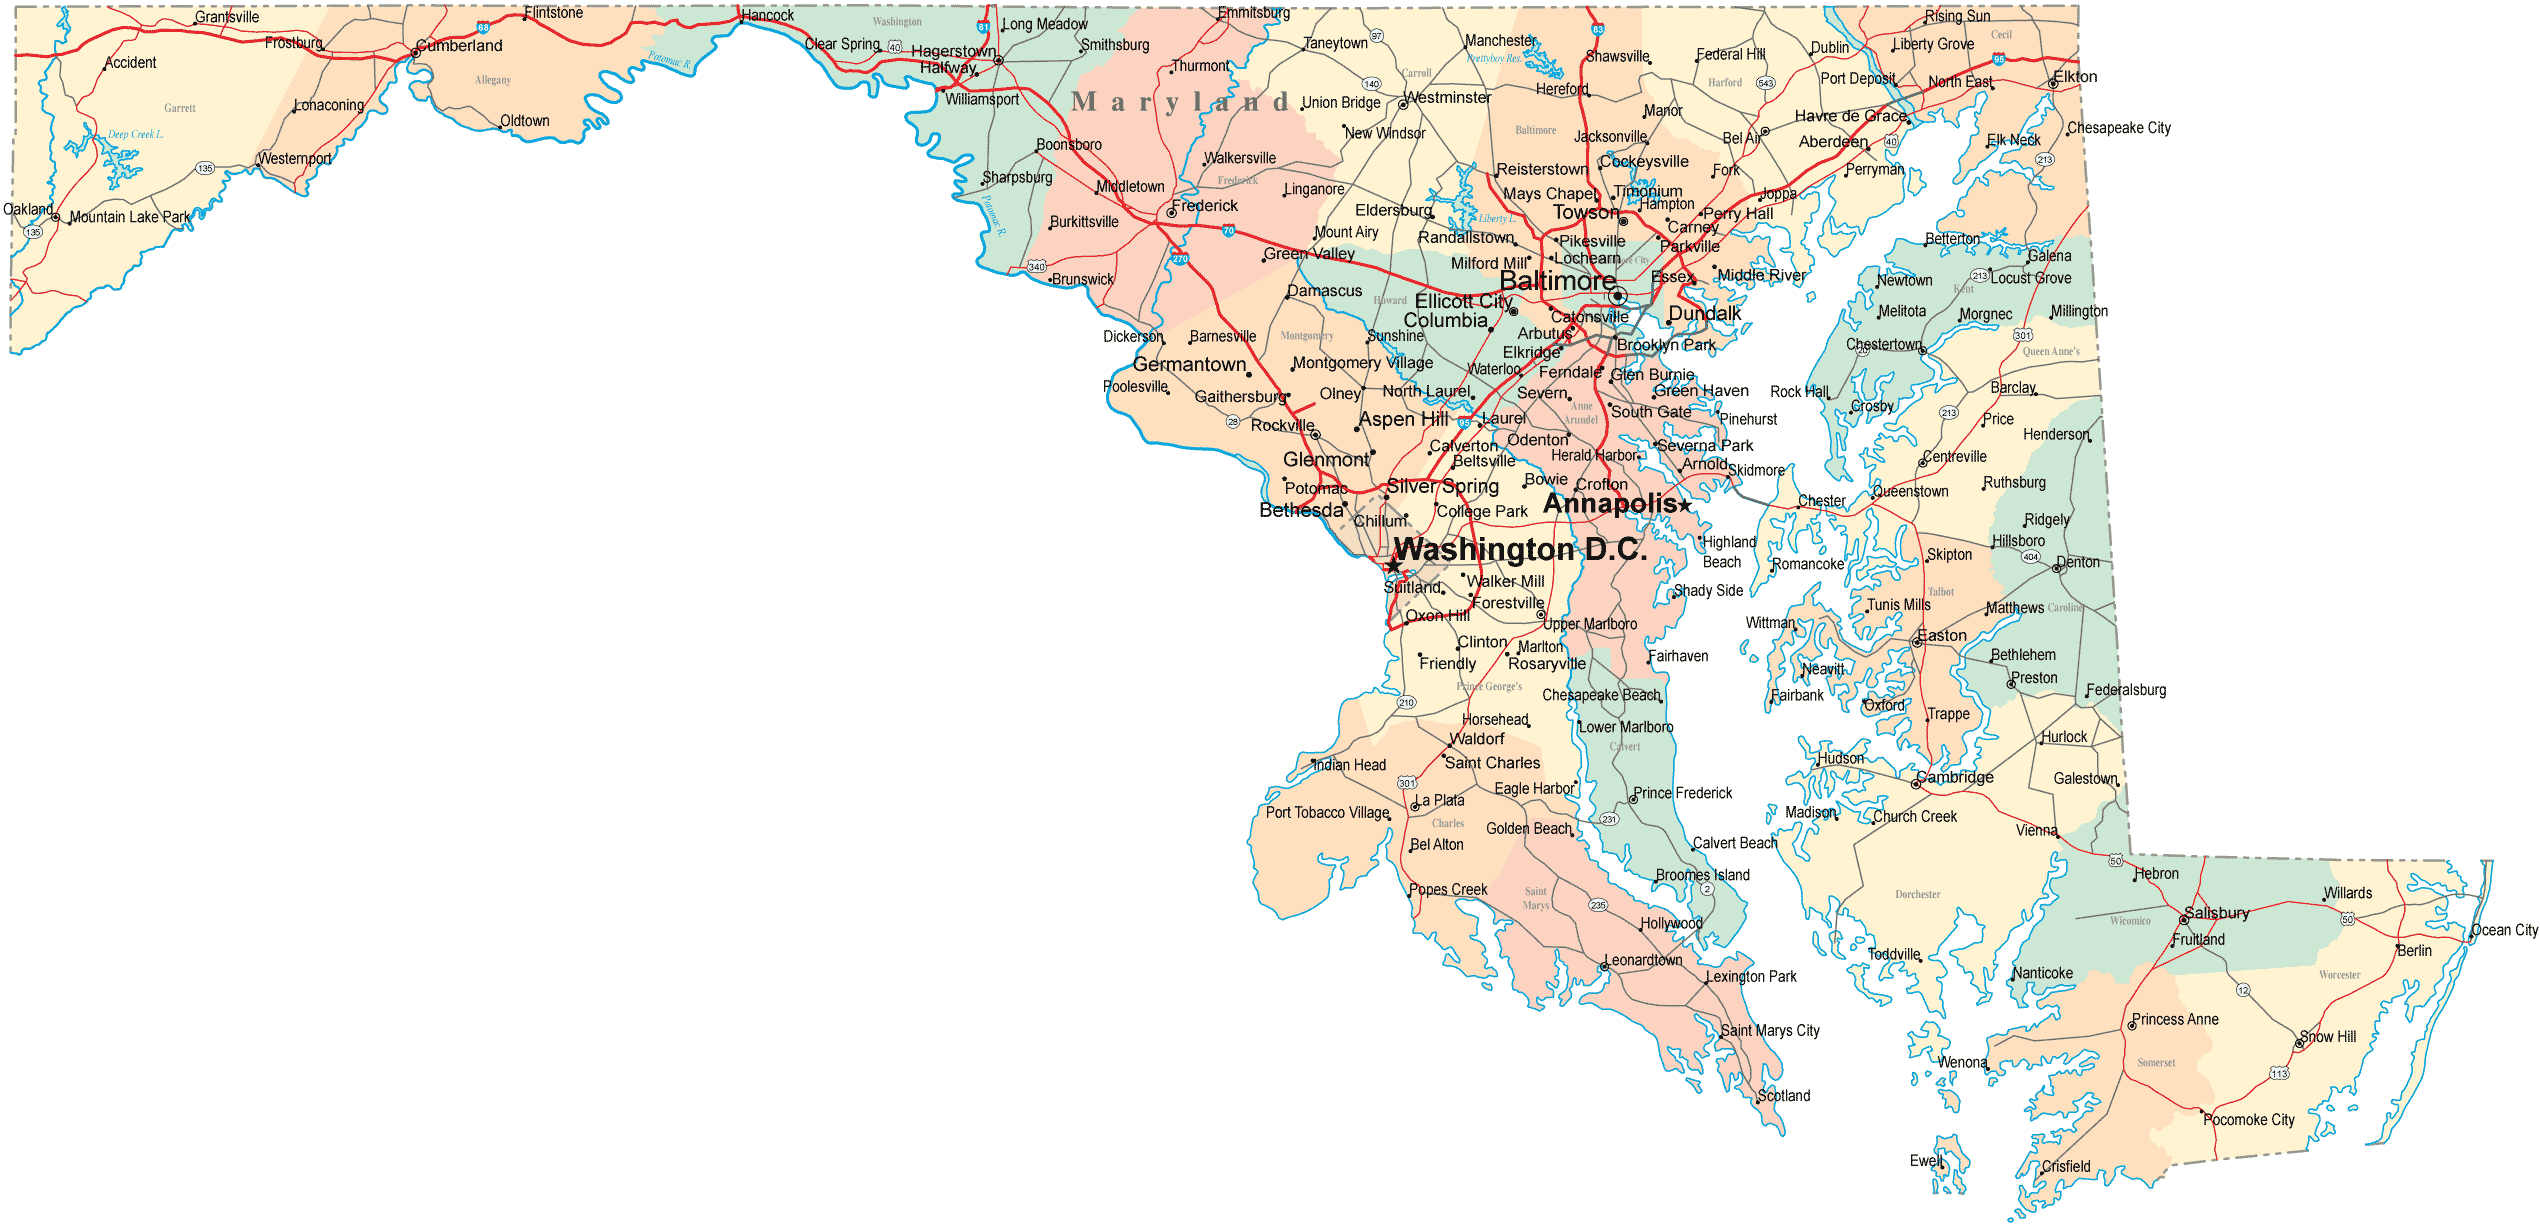 Grantsville
Flintstone
Hancock
Washington
Long Meadow
Emmitsburg
Rising Sun
Frostburg
68
Cumberland
Clear Spring
40
Hagerstown
81
Smithsburg
Taneytown
97
Manchester
83
Shawsville
Federal Hill
Dublin
Liberty Grove
Cecil
Accident
Potomac R.
Halfway
Thurmont
Prettyboy Res.
95
Allegany
Carroll
140
Harford
543
Port Deposit
North East
Elkton
Garrett
Lonaconing
Williamsport
Maryland
Union Bridge
Westminster
Hereford
Manor
Havre de Grace
Deep Creek L.
Oldtown
New Windsor
Baltimore
Jacksonville
Bel Air
Aberdeen
40
Elk Neck
Chesapeake City
135
Westernport
Boonsboro
Walkersville
Reisterstown
Cockeysville
Fork
Perryman
213
Sharpsburg
Middletown
Frederick
Linganore
Mays Chapel
Timonium
Joppa
Oakland
Mountain Lake Park
135
Potomac R.
Burkittsville
Frederick
Eldersburg
Liberty L.
Towson
Hampton
Perry Hall
Carney
70
Mount Airy
Randallstown
Pikesville
Parkville
Betterton
340
270
Green Valley
Milford Mill
Lochearn
Galena
Brunswick
Damascus
Howard
Baltimore
Essex
Middle River
Newtown
213
Locust Grove
Kent
Ellicott City
Columbia
Catonsville
Dundalk
Melitota
Morgnec
Millington
Dickerson
Barnesville
Montgomery
Sunshine
Arbutus
Elkridge
Brooklyn Park
Chestertown
20
301
Queen Anne's
Germantown
Montgomery Village
Waterloo
Ferndale
Glen Burnie
Poolesville
Gaithersburg
Olney
North Laurel
Severn
Green Haven
Rock Hall
Barclay
Anne
Arundel
South Gate
Pinehurst
Crosby
213
Price
28
Rockville
Aspen Hill
95
Laurel
Odenton
Severna Park
Henderson
Glenmont
Calverton
Beltsville
Herald Harbor
Arnold
Skidmore
Centreville
Potomac
Silver Spring
Bowie
Crofton
Queenstown
Ruthsburg
Bethesda
Chillum
College Park
Annapolis
Chester
Ridgely
Washington D.C.
Highland
Beach
Romancoke
Skipton
Hillsboro
404
Denton
Suitland
Walker Mill
Forestville
Shady Side
Talbot
Tunis Mills
Matthews
Caroline
Oxon Hill
Upper Marlboro
Wittman
Easton
Clinton
Marlton
Friendly
Rosaryville
Fairhaven
Neavitt
Bethlehem
Preston
Prince George's
Chesapeake Beach
Fairbank
Oxford
Federalsburg
210
Horsehead
Lower Marlboro
Trappe
Waldorf
Calvert
Hurlock
Indian Head
Saint Charles
Hudson
Cambridge
Galestown
301
Eagle Harbor
Prince Frederick
La Plata
Port Tobacco Village
Charles
Golden Beach
231
Madison
Church Creek
Vienna
Bel Alton
Calvert Beach
50
Hebron
Popes Creek
Saint
Marys
Broomes Island
2
Dorchester
Willards
235
Hollywood
Wicomico
Salisbury
50
Ocean City
Fruitland
Berlin
Leonardtown
Toddville
Nanticoke
Lexington Park
Worcester
12
Saint Marys City
Princess Anne
Snow Hill
Wenona
Somerset
113
Scotland
Pocomoke City
Ewell
Crisfield